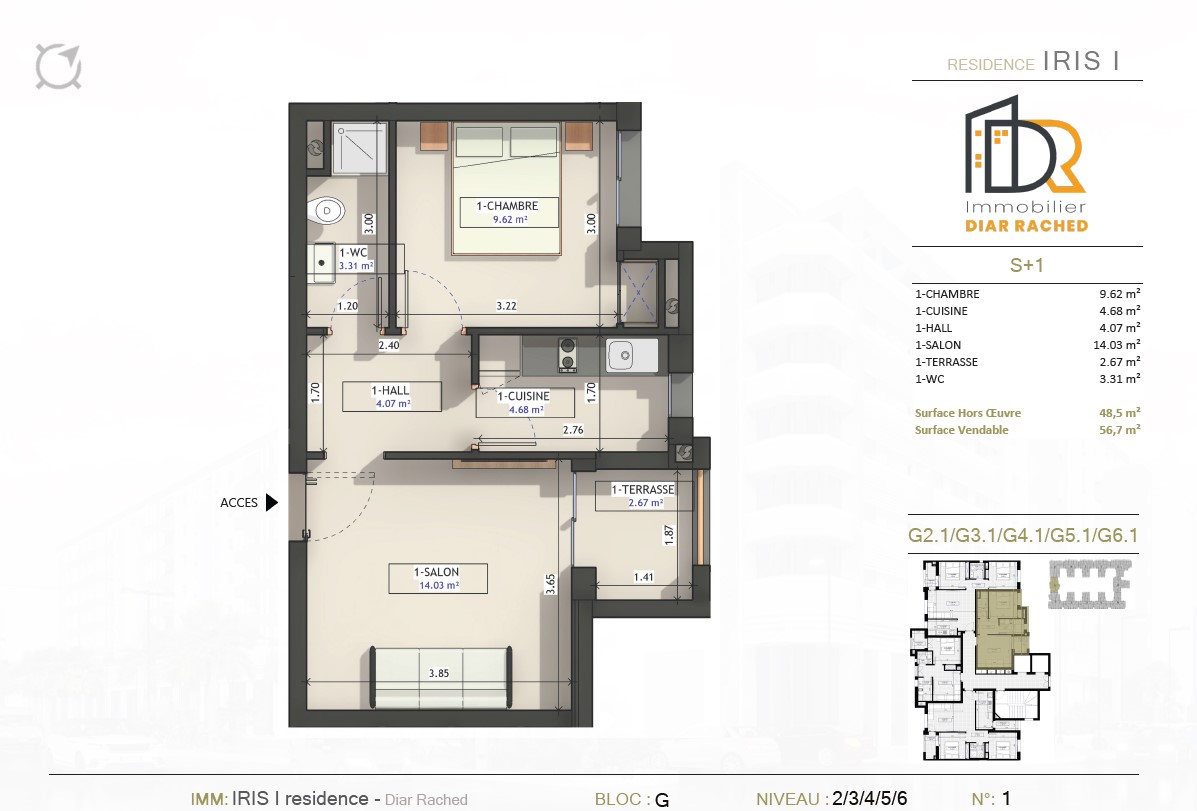 RESIDENCE IRIS I
DR
Immobilier
DIAR RACHED
S+1
1-CHAMBRE 9.62 m²
1-CUISINE 4.68 m²
1-HALL 4.07 m²
1-SALON 14.03 m²
1-TERRASSE 2.67 m²
1-WC 3.31 m²
Surface Hors Œuvre 48,5 m²
Surface Vendable 56,7 m²
G2.1/G3.1/G4.1/G5.1/G6.1
D
3.00
1-WC
3.31 m²
1.20
1-CHAMBRE
9.62 m²
3.00
3.22
2.40
1.70
1-HALL
4.07 m²
1-CUISINE
4.68 m²
1.70
2.76
ACCES
1-TERRASSE
2.67 m²
1.87
1.41
1-SALON
14.03 m²
3.65
3.85
IMM: IRIS I residence - Diar Rached BLOC : G NIVEAU : 2/3/4/5/6 N°: 1